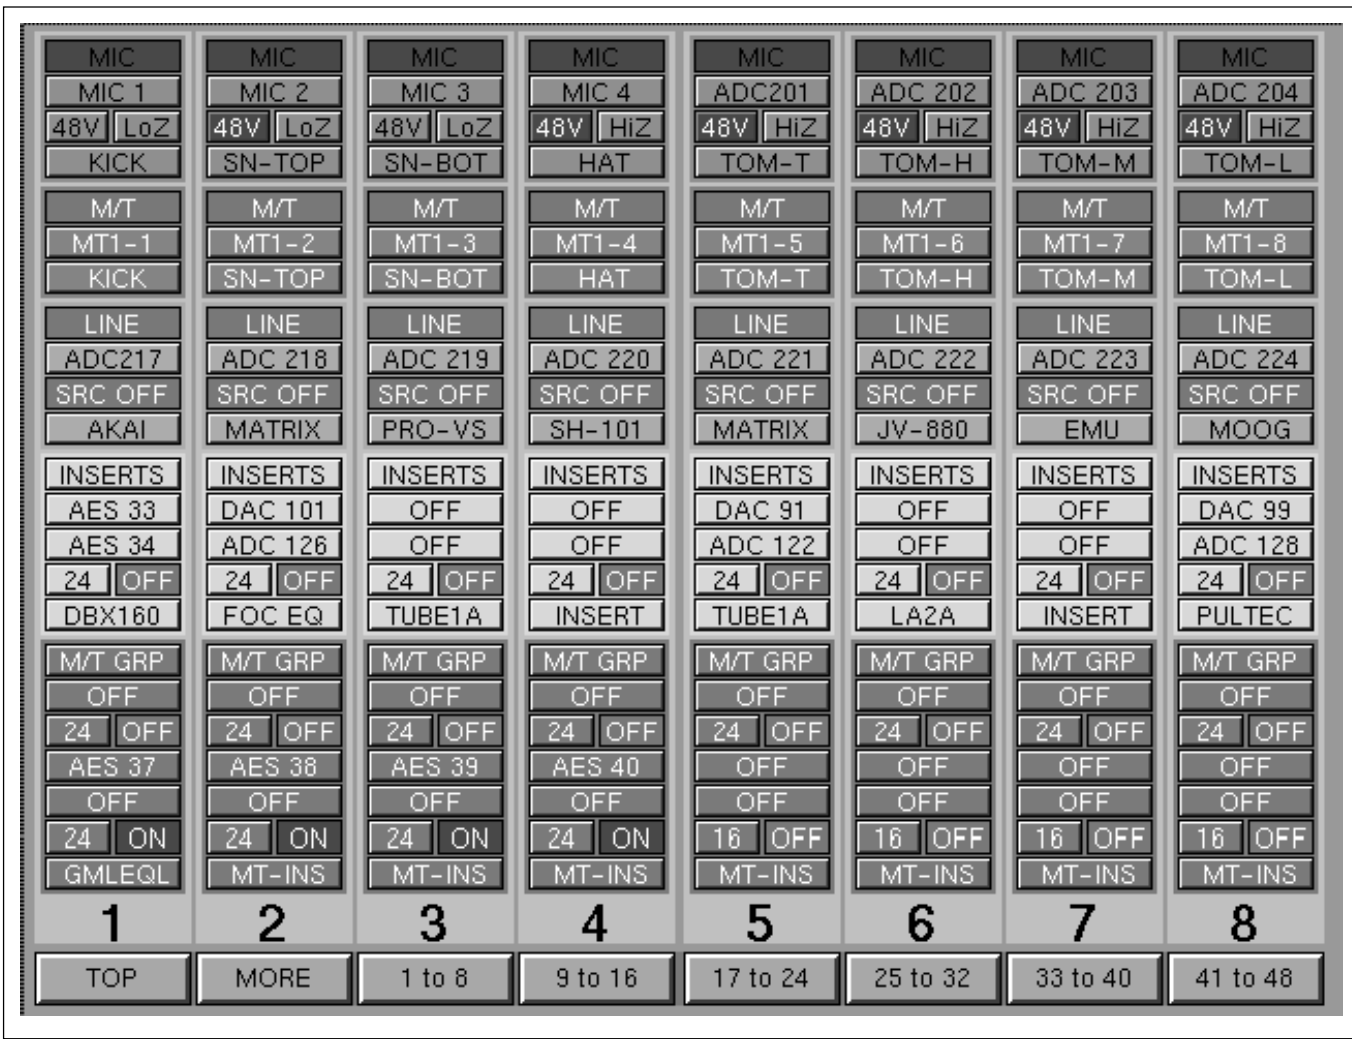 MIC MIC MIC MIC MIC MIC MIC MIC
MIC 1 MIC 2 MIC 3 MIC 4 ADC201 ADC 202 ADC 203 ADC 204
48V LoZ 48V LoZ 48V LoZ 48V HiZ 48V HiZ 48V HiZ 48V HiZ 48V HiZ
KICK SN-TOP SN-BOT HAT TOM-T TOM-H TOM-M TOM-L
M/T M/T M/T M/T M/T M/T M/T M/T
MT1-1 MT1-2 MT1-3 MT1-4 MT1-5 MT1-6 MT1-7 MT1-8
KICK SN-TOP SN-BOT HAT TOM-T TOM-H TOM-M TOM-L
LINE LINE LINE LINE LINE LINE LINE LINE
ADC217 ADC 218 ADC 219 ADC 220 ADC 221 ADC 222 ADC 223 ADC 224
SRC OFF SRC OFF SRC OFF SRC OFF SRC OFF SRC OFF SRC OFF SRC OFF
AKAI MATRIX PRO-VS SH-101 MATRIX JV-880 EMU MOOG
INSERTS INSERTS INSERTS INSERTS INSERTS INSERTS INSERTS INSERTS
AES 33 DAC 101 OFF OFF DAC 91 OFF OFF DAC 99
AES 34 ADC 126 OFF OFF ADC 122 OFF OFF ADC 128
24 OFF 24 OFF 24 OFF 24 OFF 24 OFF 24 OFF 24 OFF 24 OFF
DBX160 FOC EQ TUBE1A INSERT TUBE1A LA2A INSERT PULTEC
M/T GRP M/T GRP M/T GRP M/T GRP M/T GRP M/T GRP M/T GRP M/T GRP
OFF OFF OFF OFF OFF OFF OFF OFF
24 OFF 24 OFF 24 OFF 24 OFF 24 OFF 24 OFF 24 OFF 24 OFF
AES 37 AES 38 AES 39 AES 40 OFF OFF OFF OFF
OFF OFF OFF OFF OFF OFF OFF OFF
24 ON 24 ON 24 ON 24 ON 16 OFF 16 OFF 16 OFF 16 OFF
GMLEQL MT-INS MT-INS MT-INS MT-INS MT-INS MT-INS MT-INS
1 2 3 4 5 6 7 8
TOP MORE 1 to 8 9 to 16 17 to 24 25 to 32 33 to 40 41 to 48